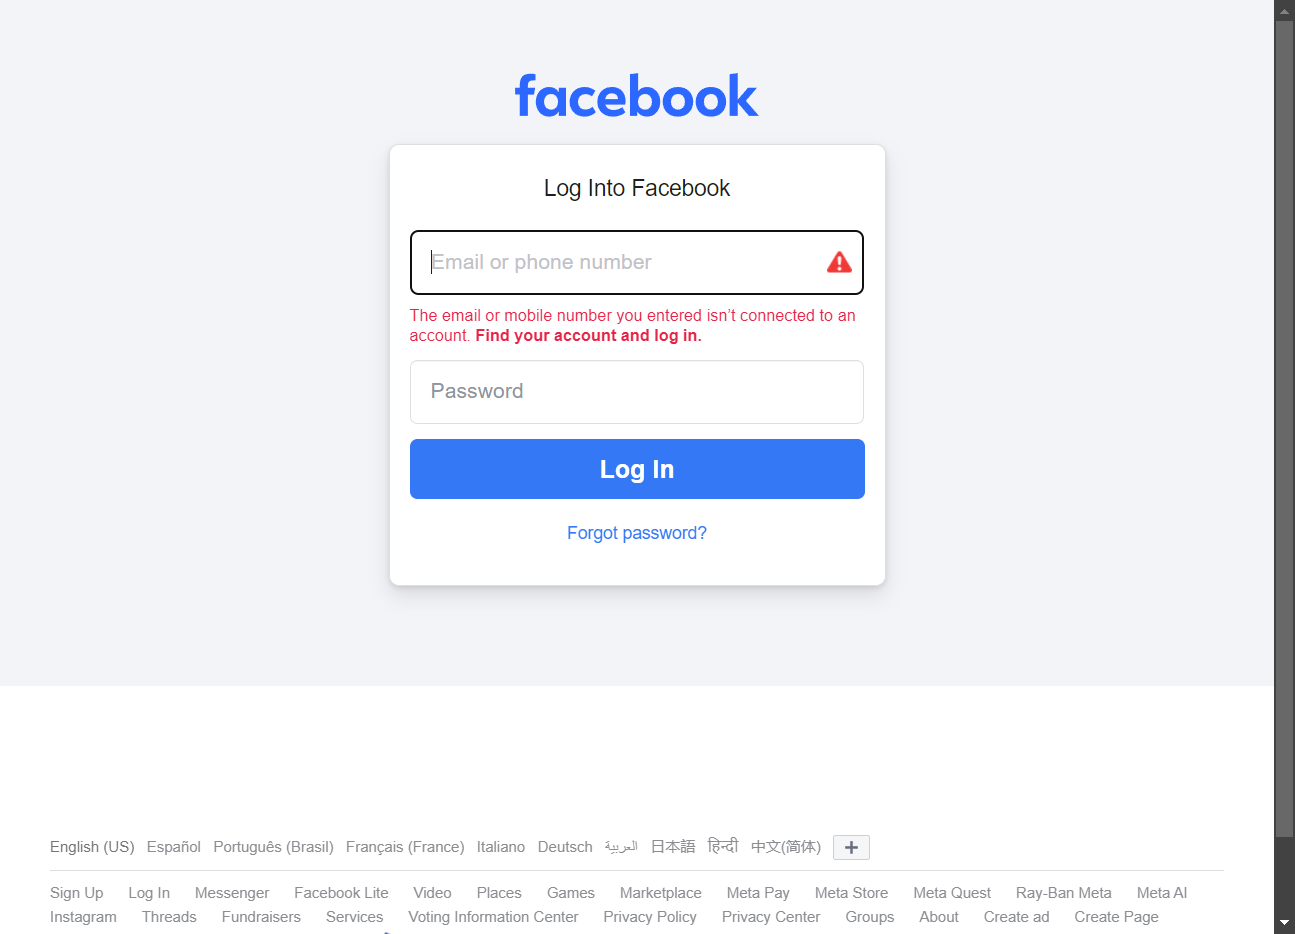 facebook
Log Into Facebook
Email or phone number
The email or mobile number you entered isn’t connected to an
account. Find your account and log in.
Password
Log In
Forgot password?
English (US) Español Português (Brasil) Français (France) Italiano Deutsch العربية 日本語 हिन्दी 中文(简体)
Sign Up Log In Messenger Facebook Lite Video Places Games Marketplace Meta Pay Meta Store Meta Quest Ray-Ban Meta Meta AI
Instagram Threads Fundraisers Services Voting Information Center Privacy Policy Privacy Center Groups About Create ad Create Page